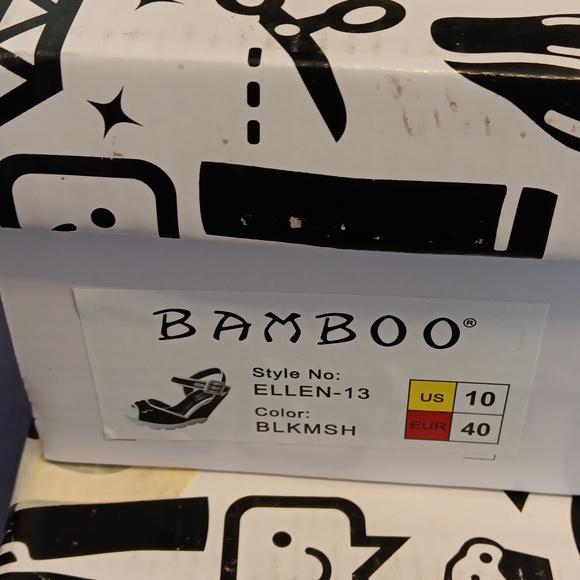 BAMBOO®
Style No:
ELLEN-13
Color:
BLKMSH
US 10
EUR 40